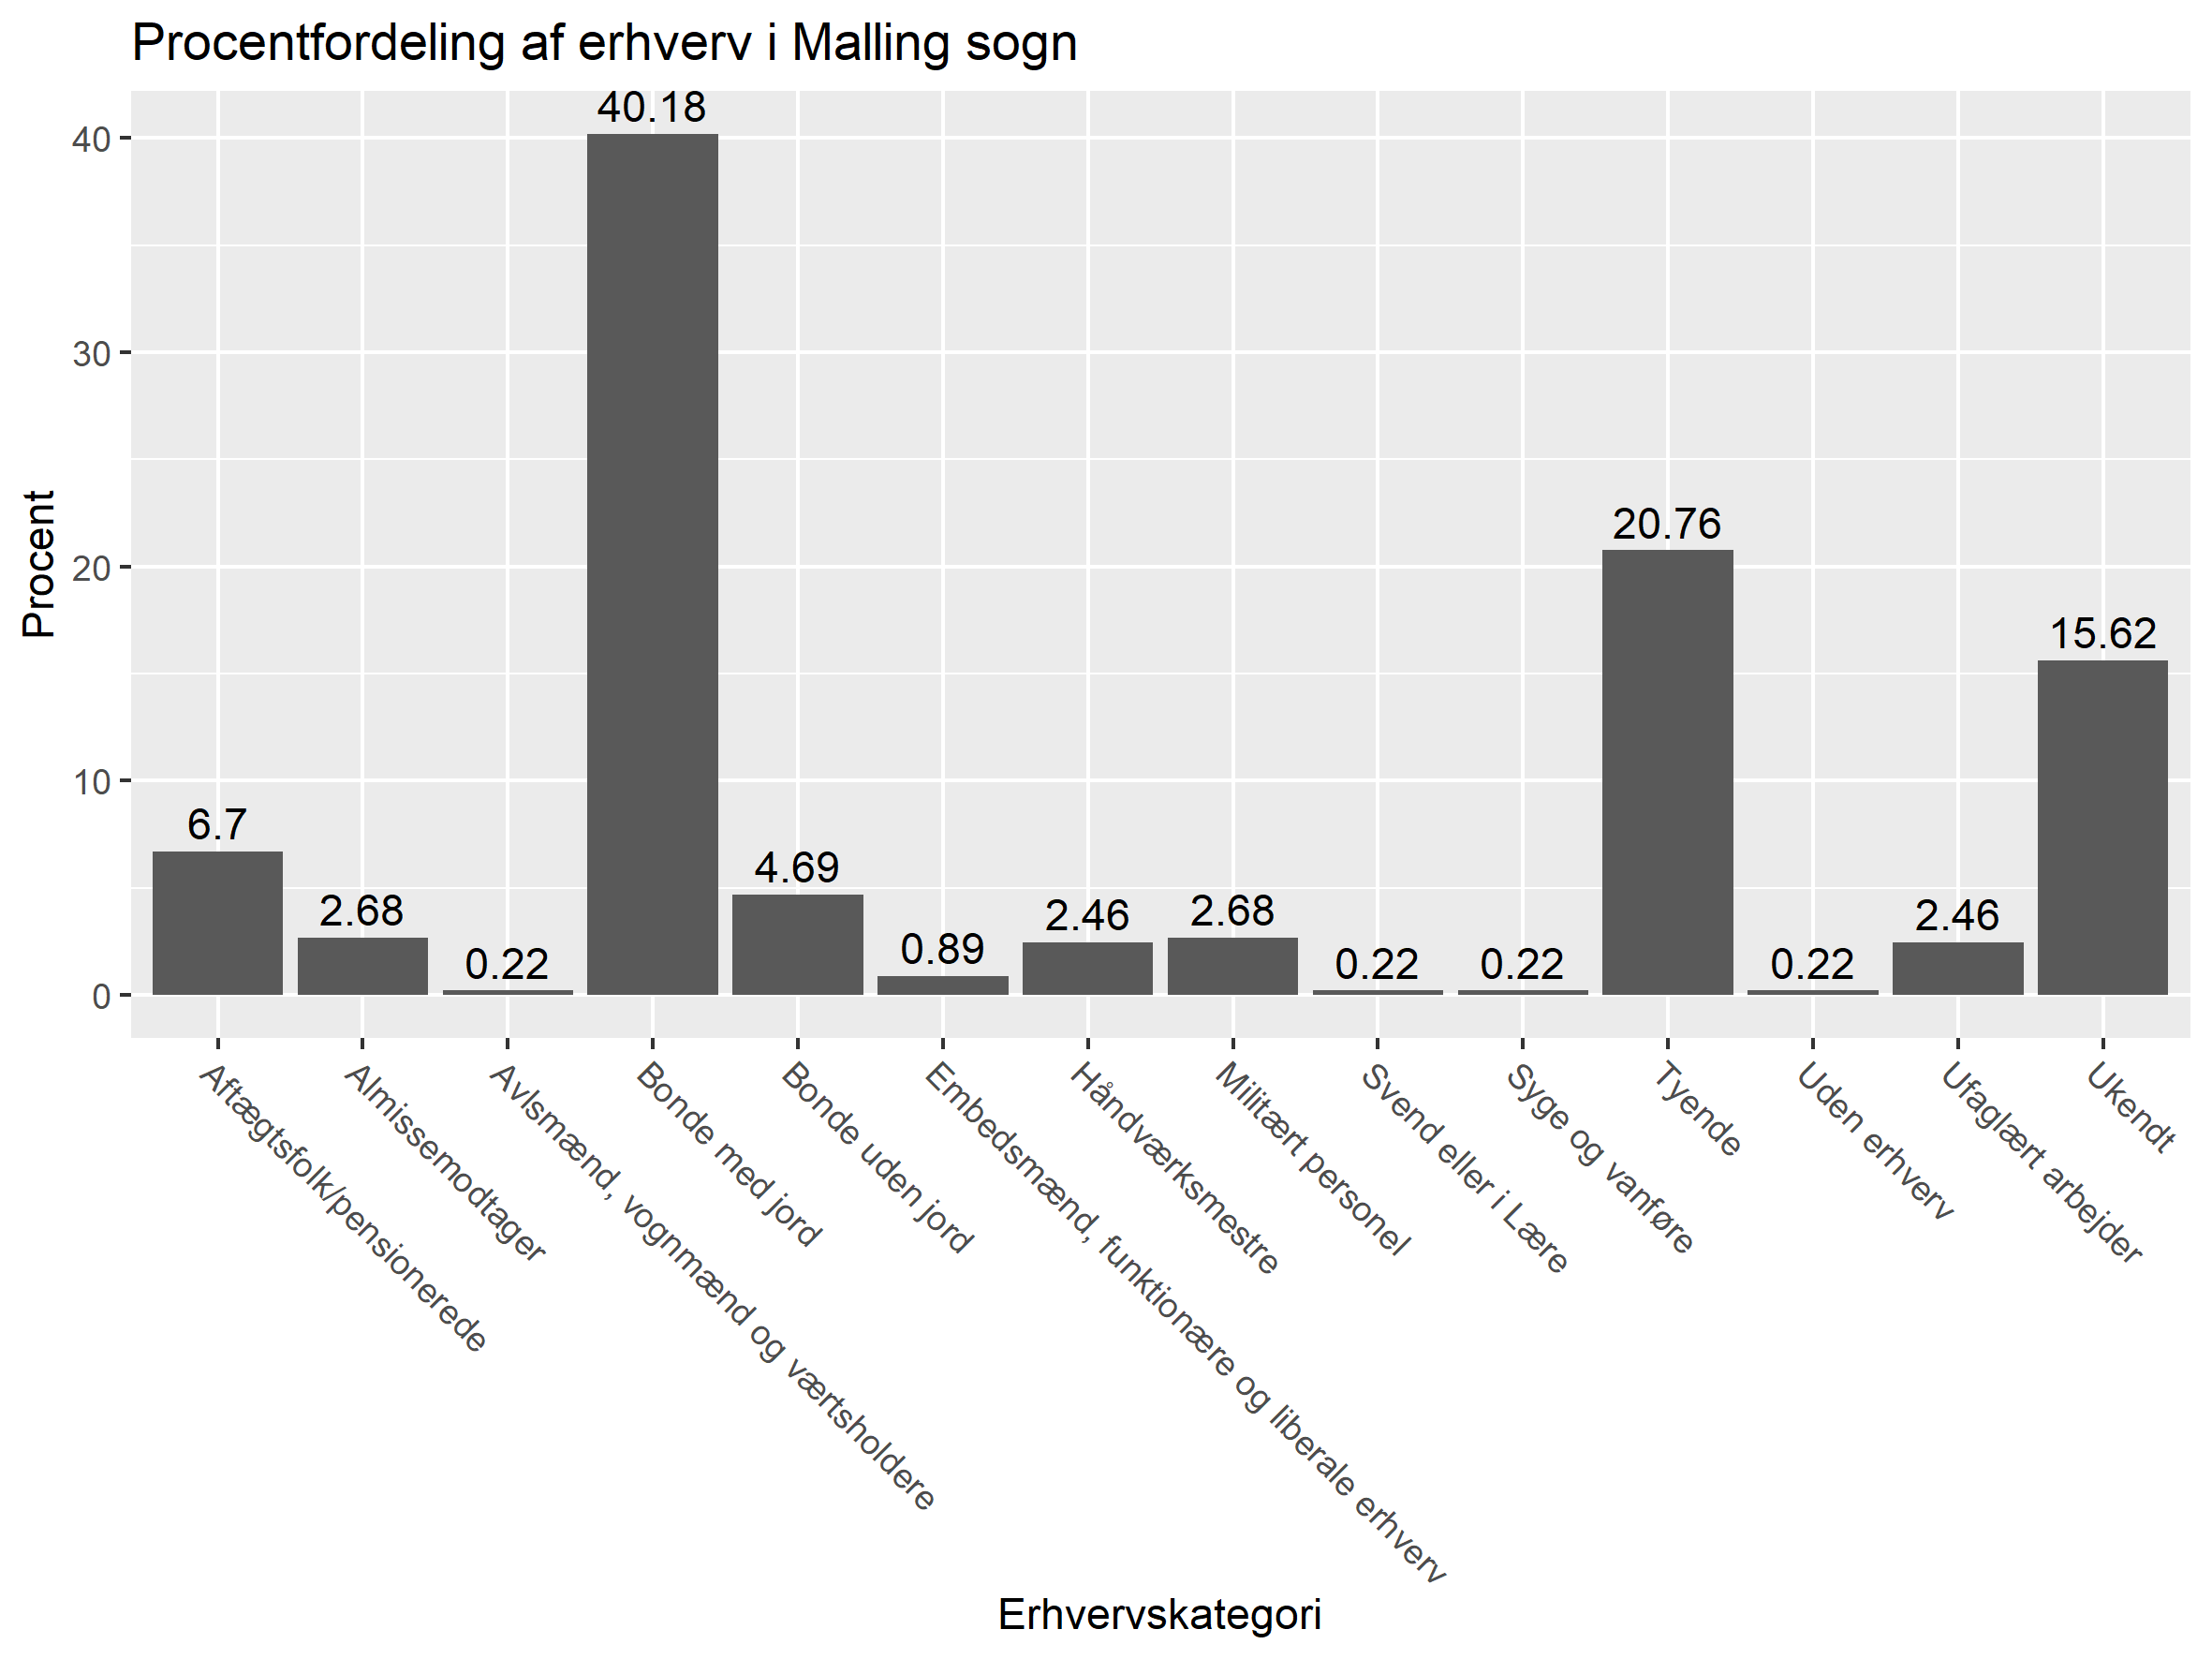 Procentfordeling af erhverv i Malling sogn
Procent
40
30
20
10
0
6.7
2.68
0.22
40.18
4.69
0.89
2.46
2.68
0.22
0.22
20.76
0.22
2.46
15.62
Aftægtsfolk/pensionerede
Almissemodtager
Avlsmænd, vognmænd og værtsholdere
Bonde med jord
Bonde uden jord
Embedsmænd, funktionære og liberale erhverv
Håndværksmestre
Militært personel
Svend eller i Lære
Syge og vanføre
Tyende
Uden erhverv
Ufaglært arbejder
Ukendt
Erhvervskategori